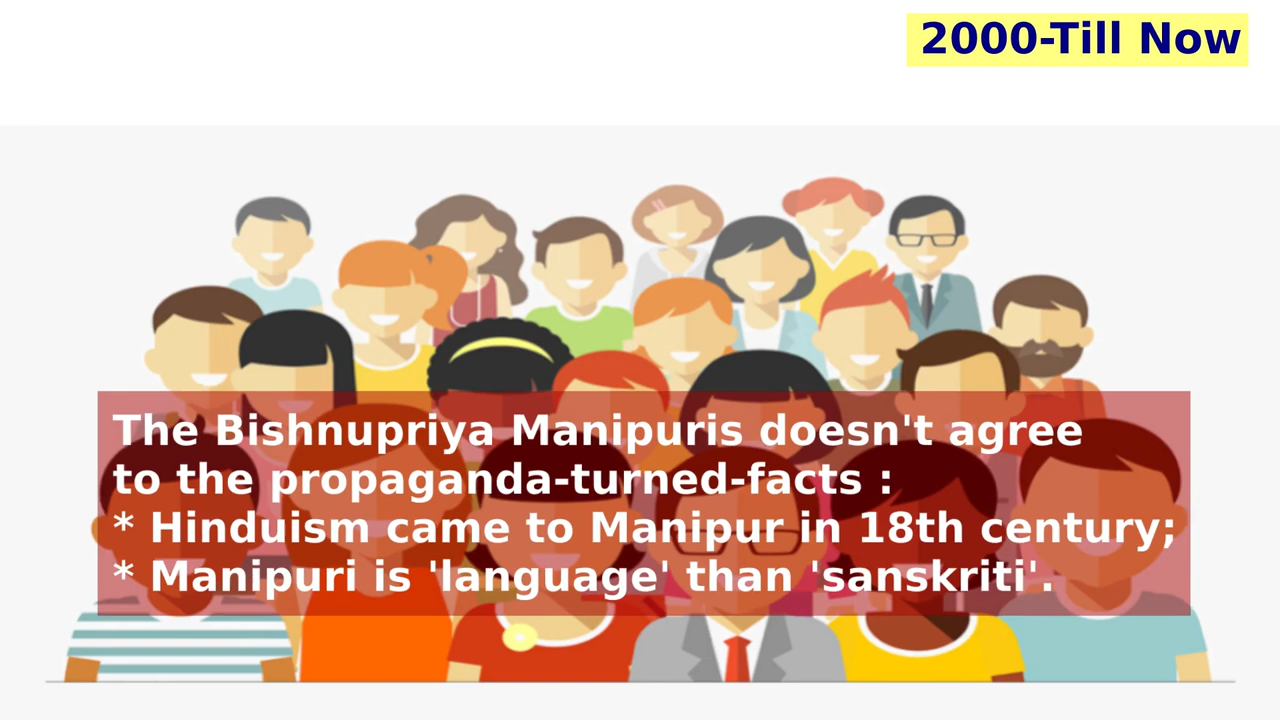 2000-Till Now
The Bishnupriya Manipuris doesn't agree
to the propaganda-turned-facts :
* Hinduism came to Manipur in 18th century;
* Manipuri is 'language' than 'sanskriti'.